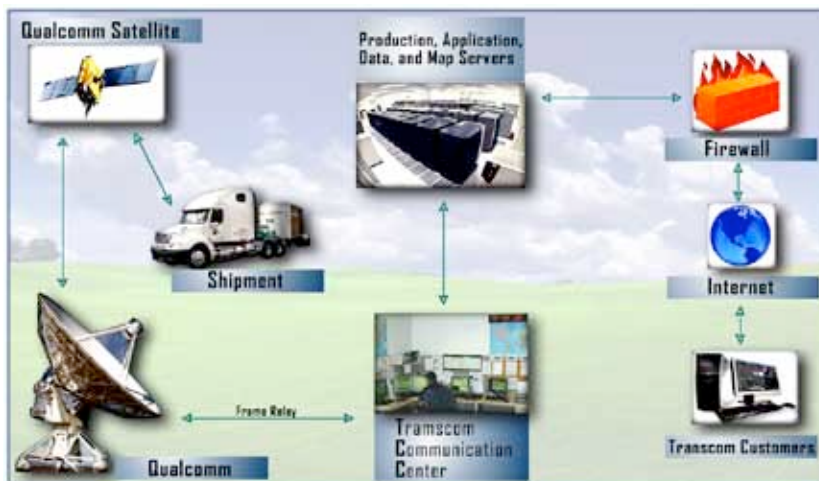 Qualcomm Satellite
Production, Application,
Data, and Map Servers
Firewall
Shipment
Internet
Frame Relay
Tramscom
Communication
Center
Qualcomm
Transcom Customers